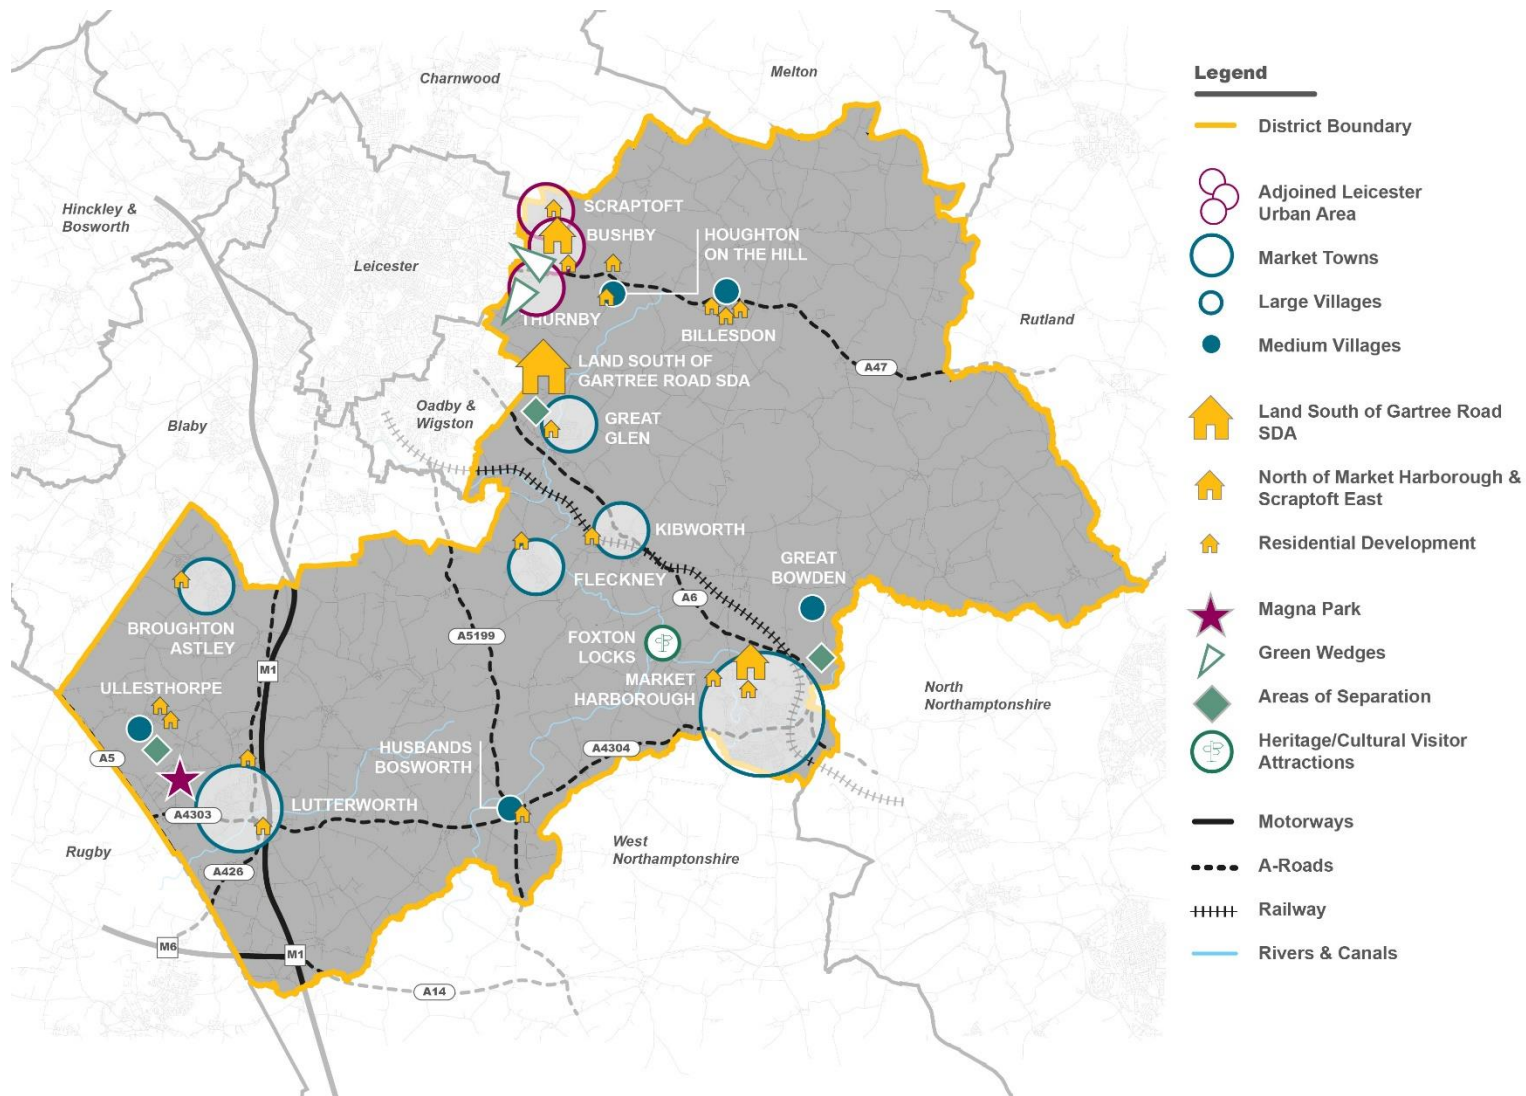 Charnwood
Melton
Hinckley &
Bosworth
Leicester
SCRAPTOFT
BUSHBY
HOUGHTON
ON THE HILL
THURNBY
BILLESDON
Rutland
A47
LAND SOUTH OF
GARTREE ROAD SDA
Oadby &
Wigston
Blaby
GREAT
GLEN
KIBWORTH
FLECKNEY
GREAT
BOWDEN
A6
BROUGHTON
ASTLEY
A5199
FOXTON
LOCKS
M1
ULLESTHORPE
MARKET
HARBOROUGH
North
Northamptonshire
A5
HUSBANDS
BOSWORTH
A4304
LUTTERWORTH
A4303
Rugby
A426
West
Northamptonshire
M6
M1
A14
Legend
District Boundary
Adjoined Leicester
Urban Area
Market Towns
Large Villages
Medium Villages
Land South of Gartree Road
SDA
North of Market Harborough &
Scraptoft East
Residential Development
Magna Park
Green Wedges
Areas of Separation
Heritage/Cultural Visitor
Attractions
Motorways
A-Roads
Railway
Rivers & Canals